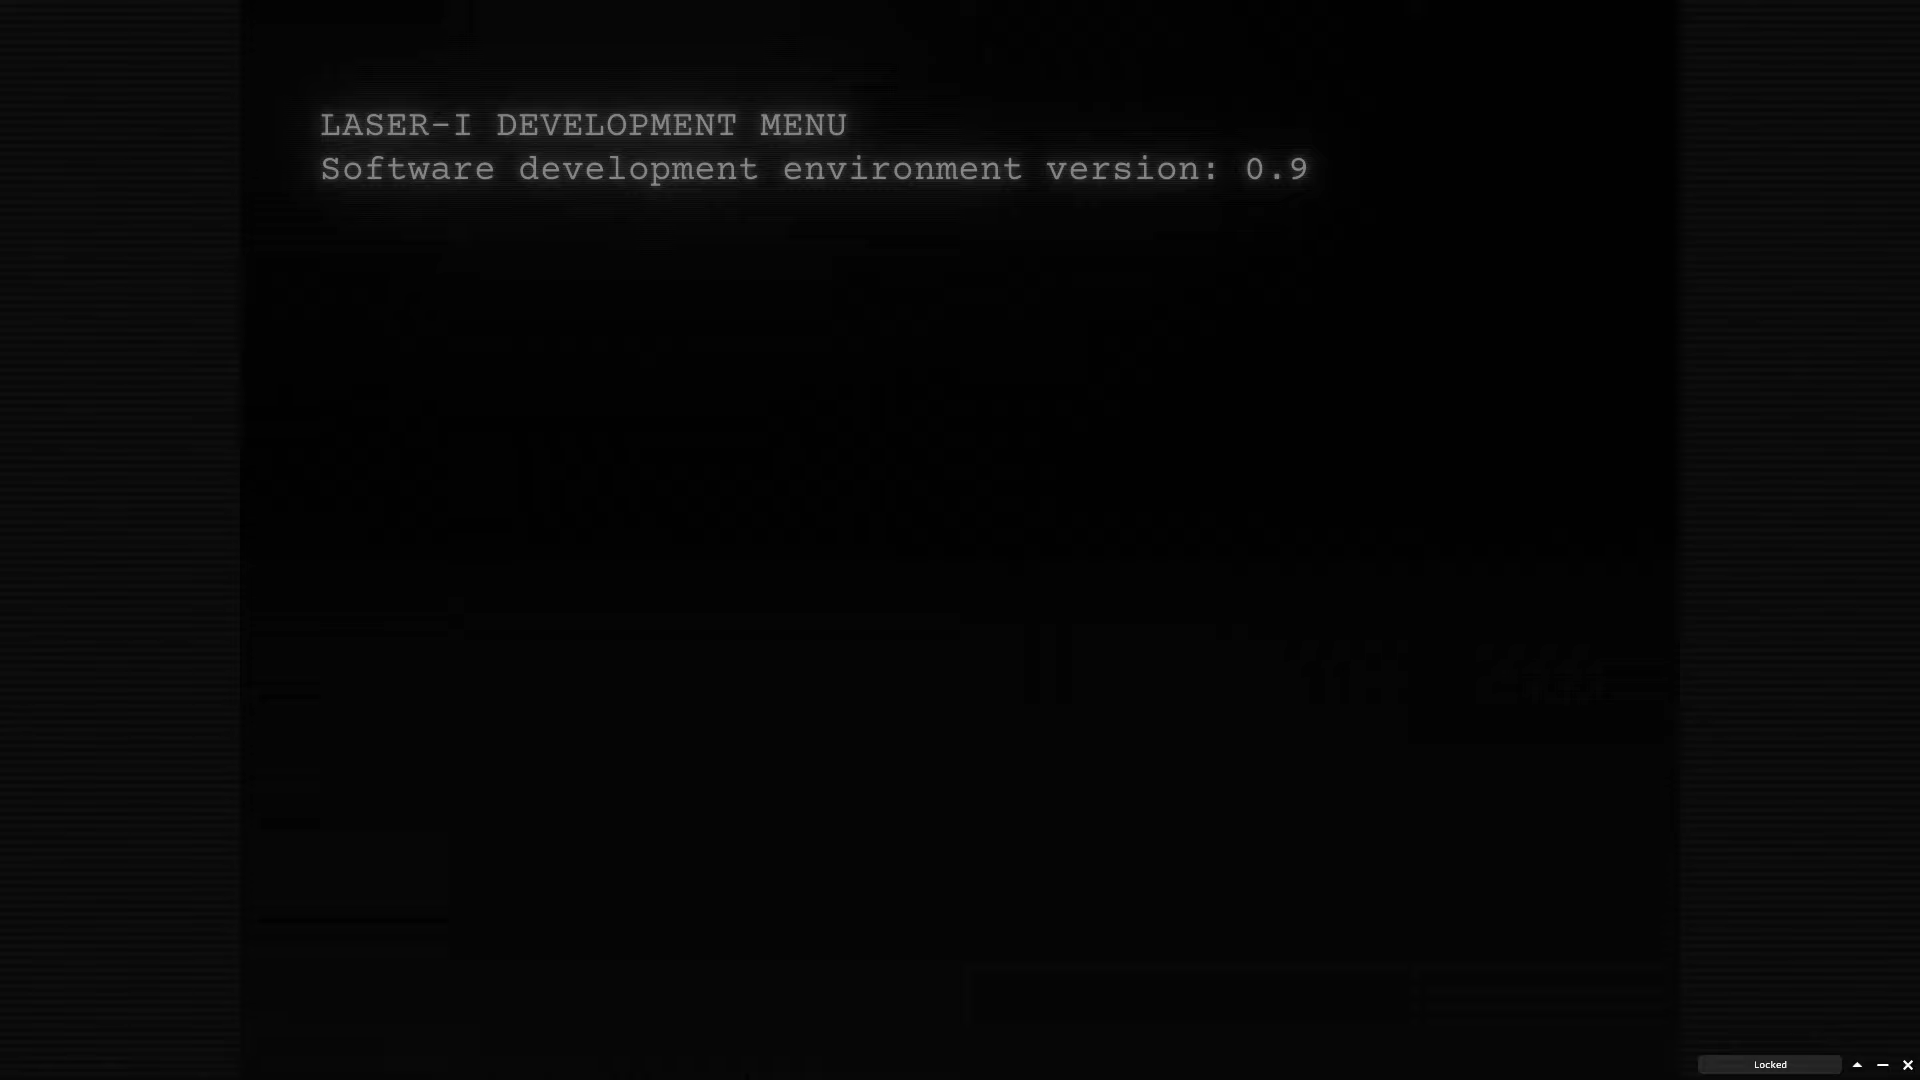 LASER-I DEVELOPMENT MENU
Software development environment version: 0.9
Locked